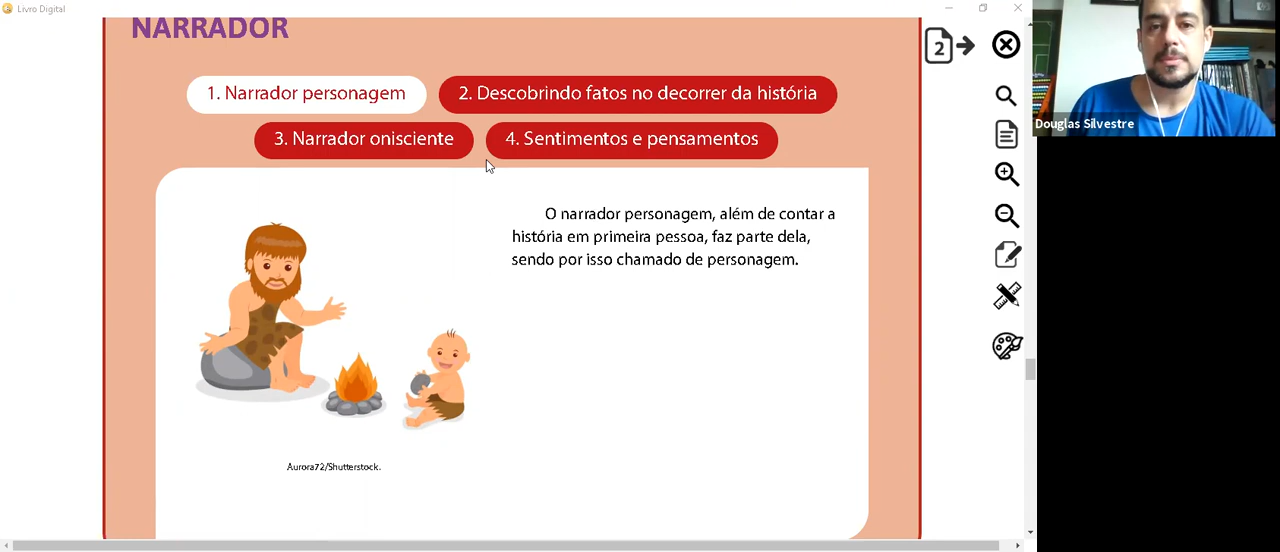 Livro Digital
NARRADOR
1. Narrador personagem
2. Descobrindo fatos no decorrer da história
3. Narrador onisciente
4. Sentimentos e pensamentos
O narrador personagem, além de contar a
história em primeira pessoa, faz parte dela,
sendo por isso chamado de personagem.
Aurora72/Shutterstock.
2
Douglas Silvestre